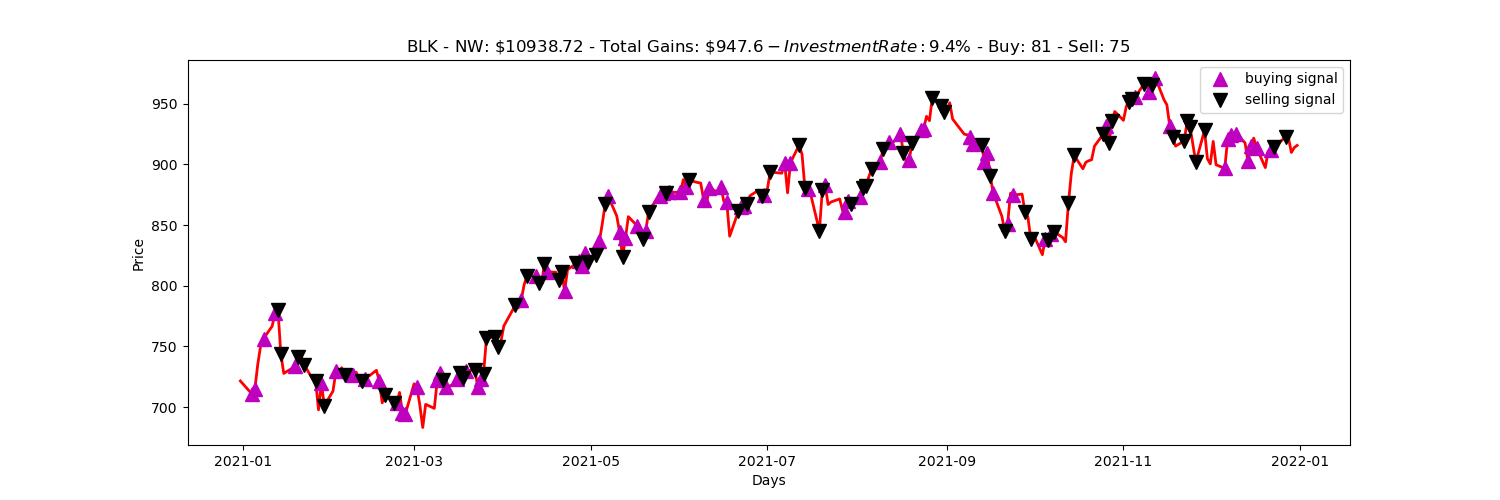 BLK - NW: $10938.72 - Total Gains: $947.6 - InvestmentRate : 9.4% - Buy: 81 - Sell: 75
buying signal
selling signal
950
900
850
800
750
700
Price
2021-01 2021-03 2021-05 2021-07 2021-09 2021-11 2022-01
Days